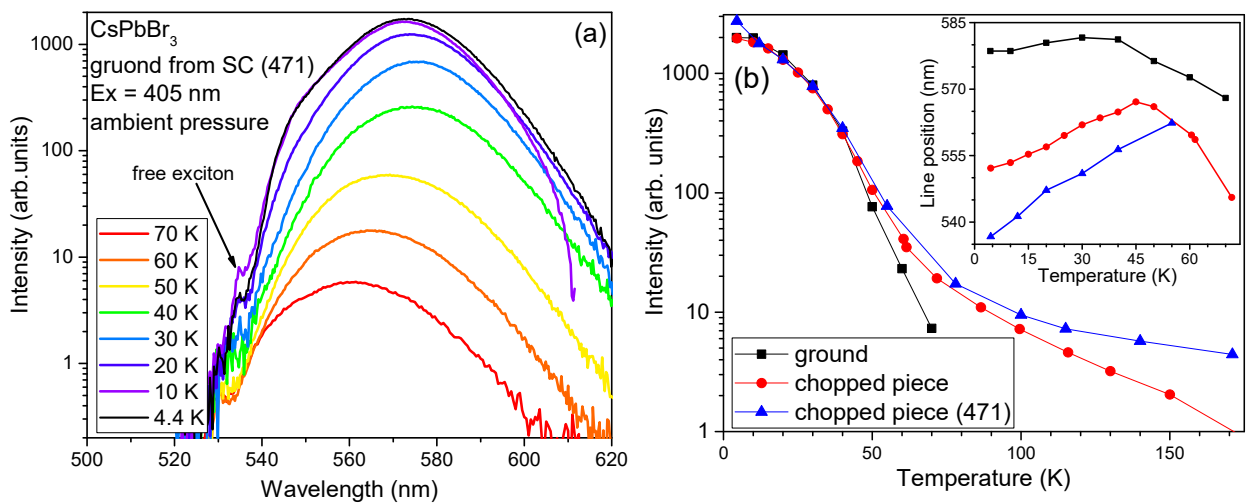 CsPbBr3
gruond from SC (471)
Ex = 405 nm
ambient pressure
(a)
free exciton
70 K
60 K
50 K
40 K
30 K
20 K
10 K
4.4 K
Intensity (arb.units)
1000
100
10
1
500 520 540 560 580 600 620
Wavelength (nm)
(b)
Intensity (arb. units)
1000
100
10
1
0 50 100 150
Temperature (K)
ground
chopped piece
chopped piece (471)
Line position (nm)
585
570
555
540
0 15 30 45 60
Temperature (K)